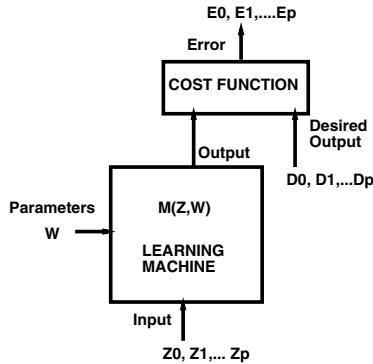 E0, E1,....Ep
Error
COST FUNCTION
Output
Desired
Output
D0, D1,...Dp
Parameters
W
M(Z,W)
LEARNING
MACHINE
Input
Z0, Z1,... Zp